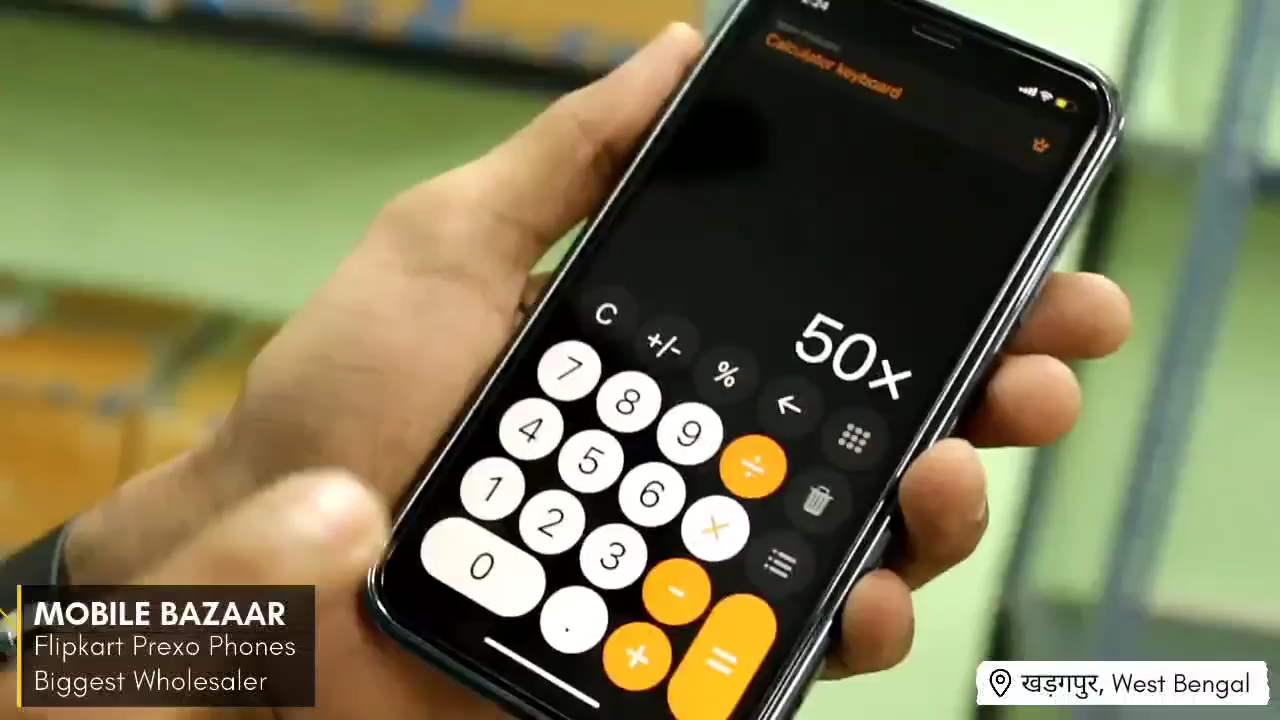 Calculator keyboard
50×
C +/- % ←
7 8 9 ÷
4 5 6 ×
1 2 3 -
0 . + =
MOBILE BAZAAR
Flipkart Prexo Phones
Biggest Wholesaler
खड़गपुर, West Bengal